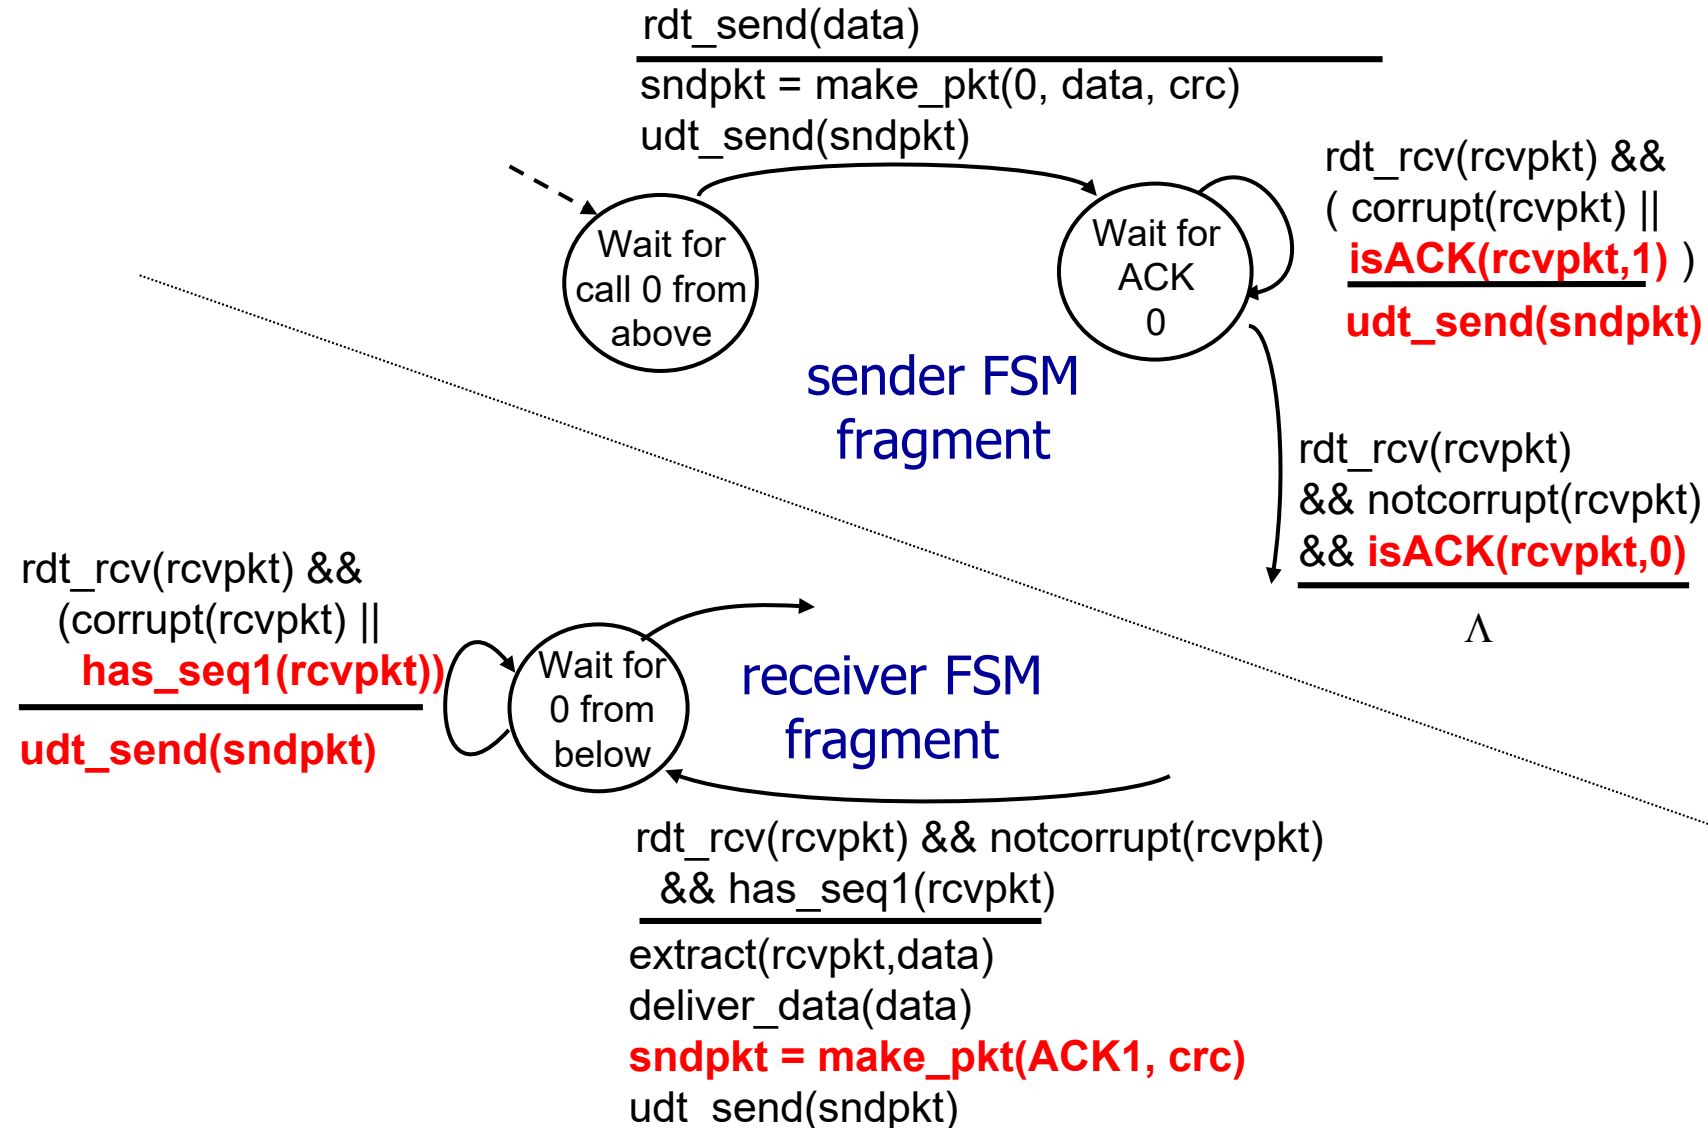 rdt_send(data)
sndpkt = make_pkt(0, data, crc)
udt_send(sndpkt)
Wait for
call 0 from
above
Wait for
ACK
0
rdt_rcv(rcvpkt) &&
( corrupt(rcvpkt) ||
isACK(rcvpkt,1) )
udt_send(sndpkt)
sender FSM
fragment
rdt_rcv(rcvpkt)
&& notcorrupt(rcvpkt)
&& isACK(rcvpkt,0)
Λ
rdt_rcv(rcvpkt) &&
(corrupt(rcvpkt) ||
has_seq1(rcvpkt))
udt_send(sndpkt)
Wait for
0 from
below
receiver FSM
fragment
rdt_rcv(rcvpkt) && notcorrupt(rcvpkt)
&& has_seq1(rcvpkt)
extract(rcvpkt,data)
deliver_data(data)
sndpkt = make_pkt(ACK1, crc)
udt_send(sndpkt)